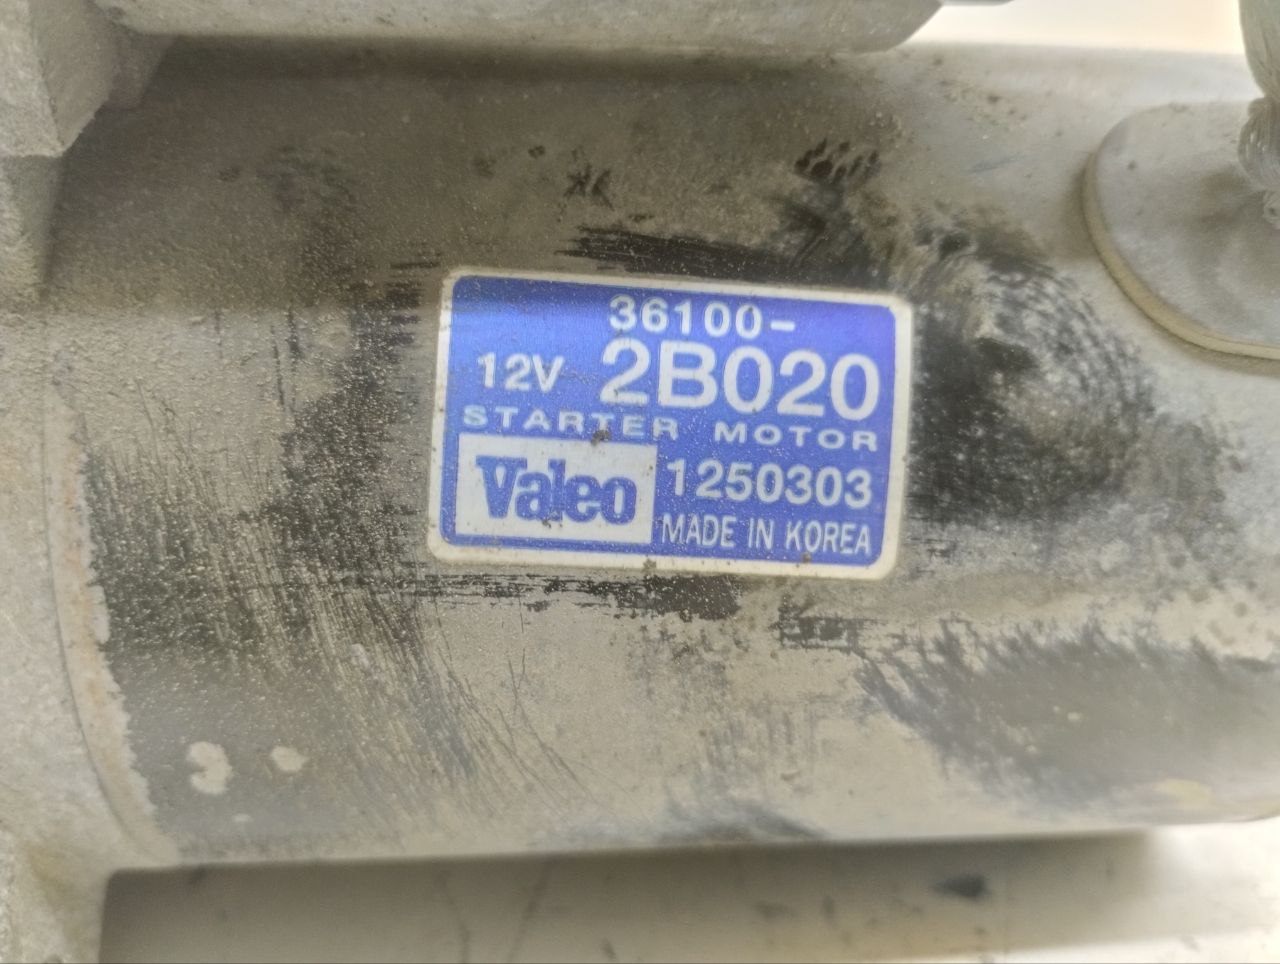 36100-
12V 2B020
STARTER MOTOR
Valeo 1250303
MADE IN KOREA